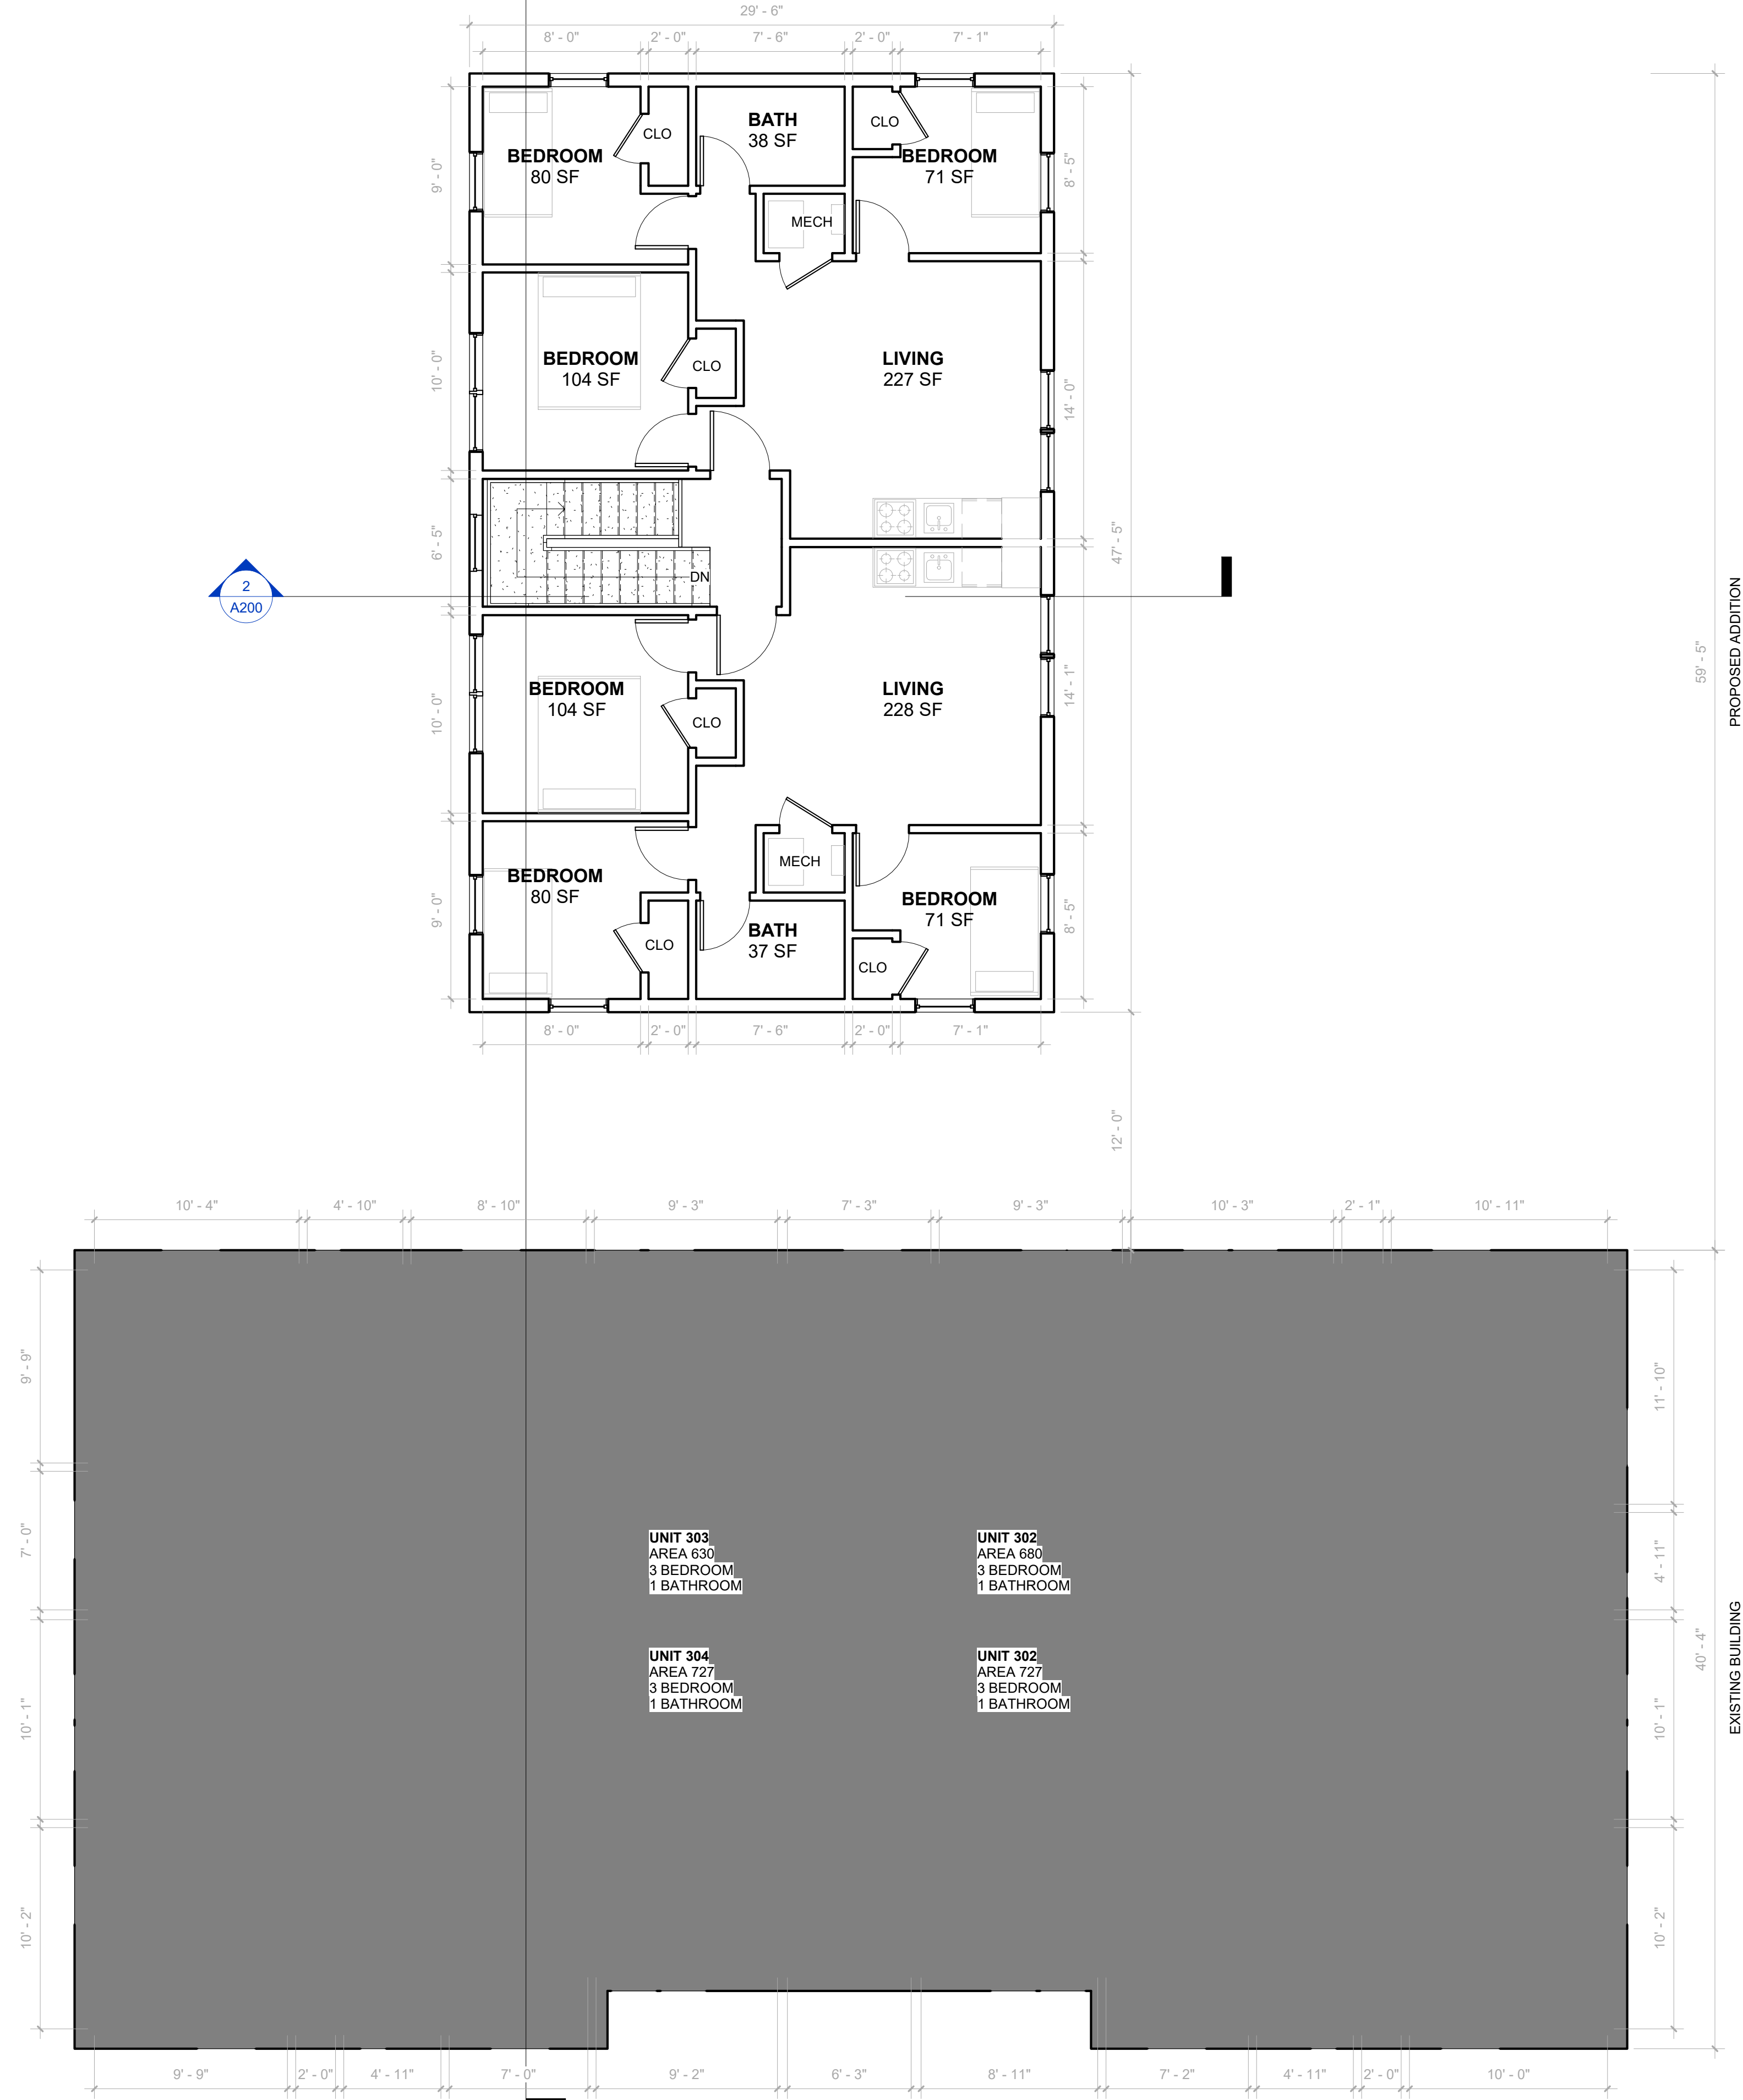 29' - 6"
8' - 0"
2' - 0"
7' - 6"
2' - 0"
7' - 1"
CLO
BATH
38 SF
CLO
BEDROOM
80 SF
BEDROOM
71 SF
9' - 0"
8' - 5"
MECH
BEDROOM
104 SF
CLO
LIVING
227 SF
10' - 0"
14' - 0"
6' - 5"
47' - 5"
DN
2
A200
PROPOSED ADDITION
59' - 5"
BEDROOM
104 SF
CLO
LIVING
228 SF
10' - 0"
14' - 1"
MECH
BEDROOM
80 SF
BEDROOM
71 SF
9' - 0"
8' - 5"
CLO
BATH
37 SF
CLO
8' - 0"
2' - 0"
7' - 6"
2' - 0"
7' - 1"
12' - 0"
10' - 4"
4' - 10"
8' - 10"
9' - 3"
7' - 3"
9' - 3"
10' - 3"
2' - 1"
10' - 11"
9' - 9"
11' - 10"
7' - 0"
4' - 11"
UNIT 303
AREA 630
3 BEDROOM
1 BATHROOM
UNIT 302
AREA 680
3 BEDROOM
1 BATHROOM
UNIT 304
AREA 727
3 BEDROOM
1 BATHROOM
UNIT 302
AREA 727
3 BEDROOM
1 BATHROOM
40' - 4"
EXISTING BUILDING
10' - 1"
10' - 1"
10' - 2"
10' - 2"
9' - 9"
2' - 0"
4' - 11"
7' - 0"
9' - 2"
6' - 3"
8' - 11"
7' - 2"
4' - 11"
2' - 0"
10' - 0"